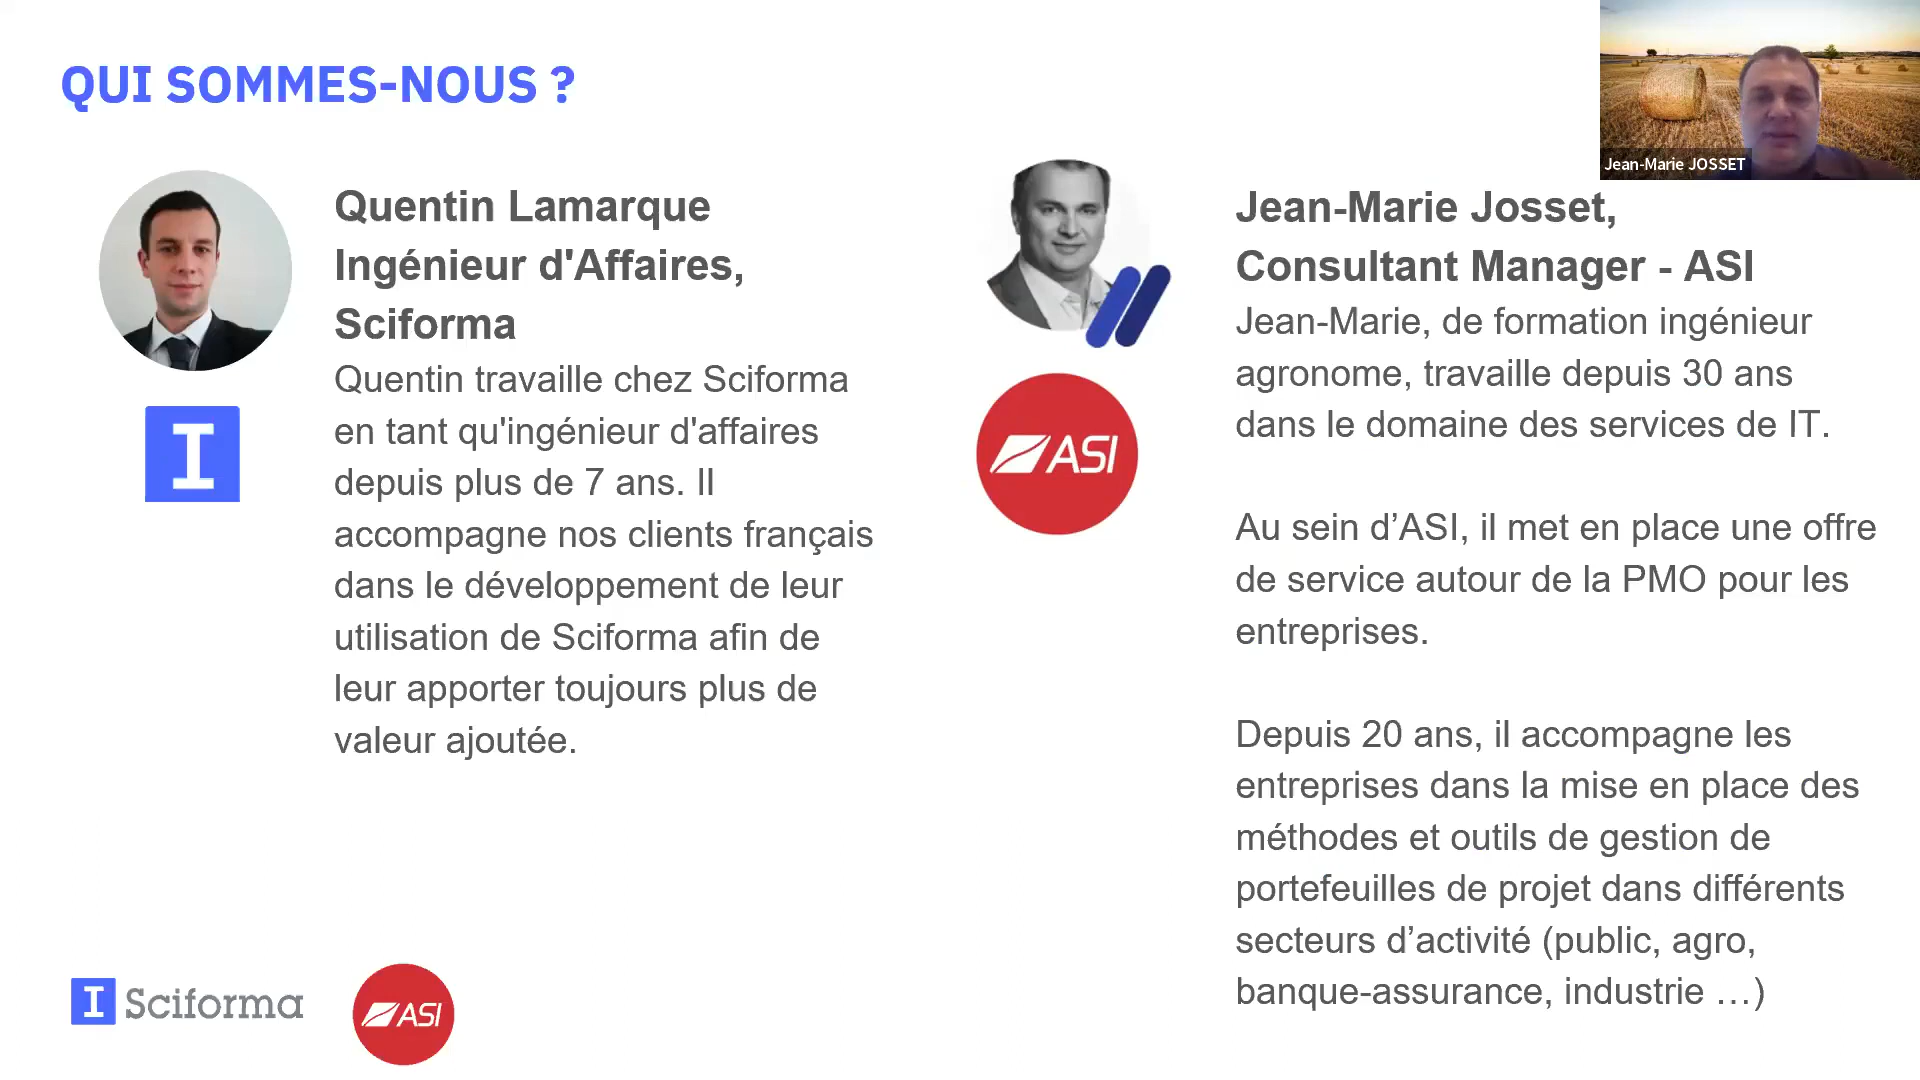 QUI SOMMES-NOUS ?
Jean-Marie JOSSET
Quentin Lamarque
Ingénieur d'Affaires,
Sciforma
Quentin travaille chez Sciforma
en tant qu'ingénieur d'affaires
depuis plus de 7 ans. Il
accompagne nos clients français
dans le développement de leur
utilisation de Sciforma afin de
leur apporter toujours plus de
valeur ajoutée.
I
Jean-Marie Josset,
Consultant Manager - ASI
Jean-Marie, de formation ingénieur
agronome, travaille depuis 30 ans
dans le domaine des services de IT.
Au sein d’ASI, il met en place une offre
de service autour de la PMO pour les
entreprises.
Depuis 20 ans, il accompagne les
entreprises dans la mise en place des
méthodes et outils de gestion de
portefeuilles de projet dans différents
secteurs d’activité (public, agro,
banque-assurance, industrie …)
ASI
I Sciforma
ASI